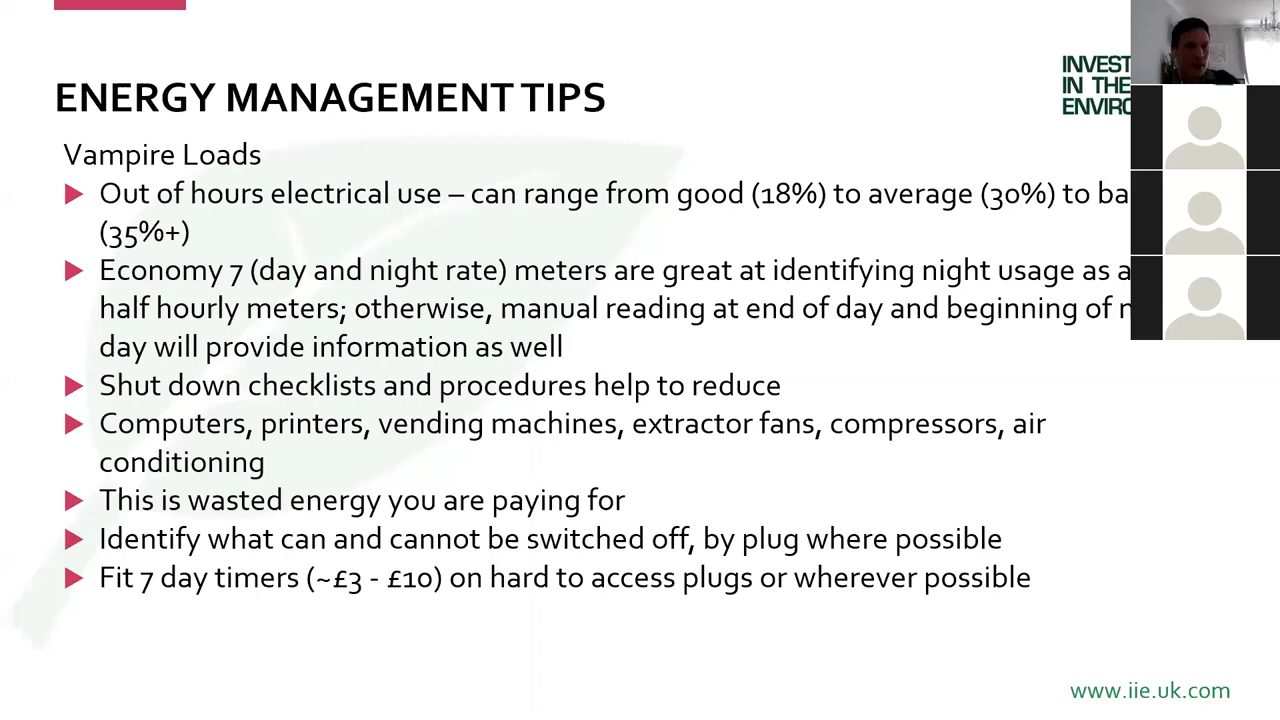 INVEST
IN THE
ENERGY MANAGEMENT TIPS
Vampire Loads
Out of hours electrical use – can range from good (18%) to average (30%) to
(35%+)
Economy 7 (day and night rate) meters are great at identifying night usage as
half hourly meters; otherwise, manual reading at end of day and beginning of
day will provide information as well
Shut down checklists and procedures help to reduce
Computers, printers, vending machines, extractor fans, compressors, air
conditioning
This is wasted energy you are paying for
Identify what can and cannot be switched off, by plug where possible
Fit 7 day timers (~£3 - £10) on hard to access plugs or wherever possible
www.iie.uk.com